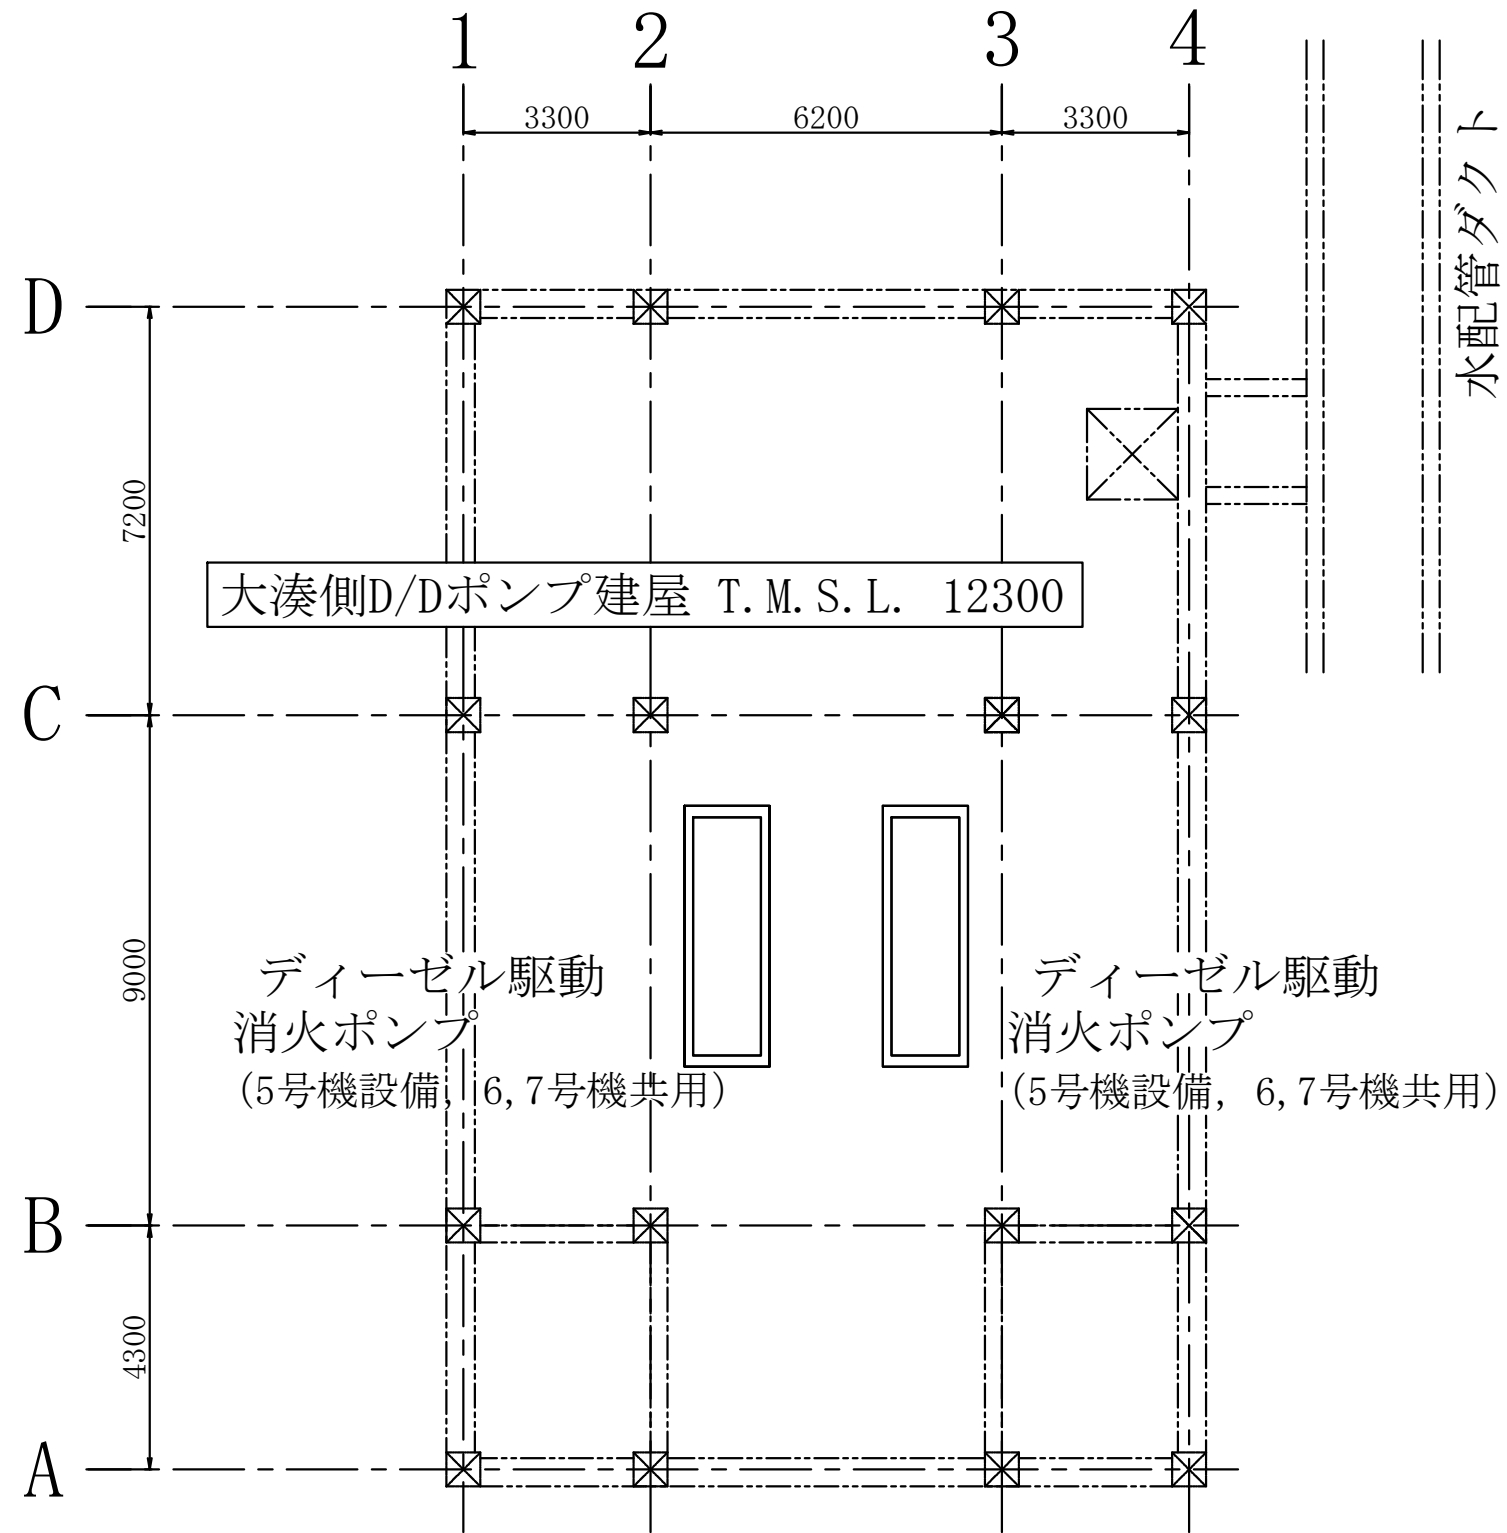 1 2 3 4
3300 6200 3300
水配管ダクト
D
7200
大湊側D/Dポンプ建屋 T.M.S.L. 12300
C
9000
ディーゼル駆動
消火ポンプ
(5号機設備, 6,7号機共用)
ディーゼル駆動
消火ポンプ
(5号機設備, 6,7号機共用)
B
4300
A